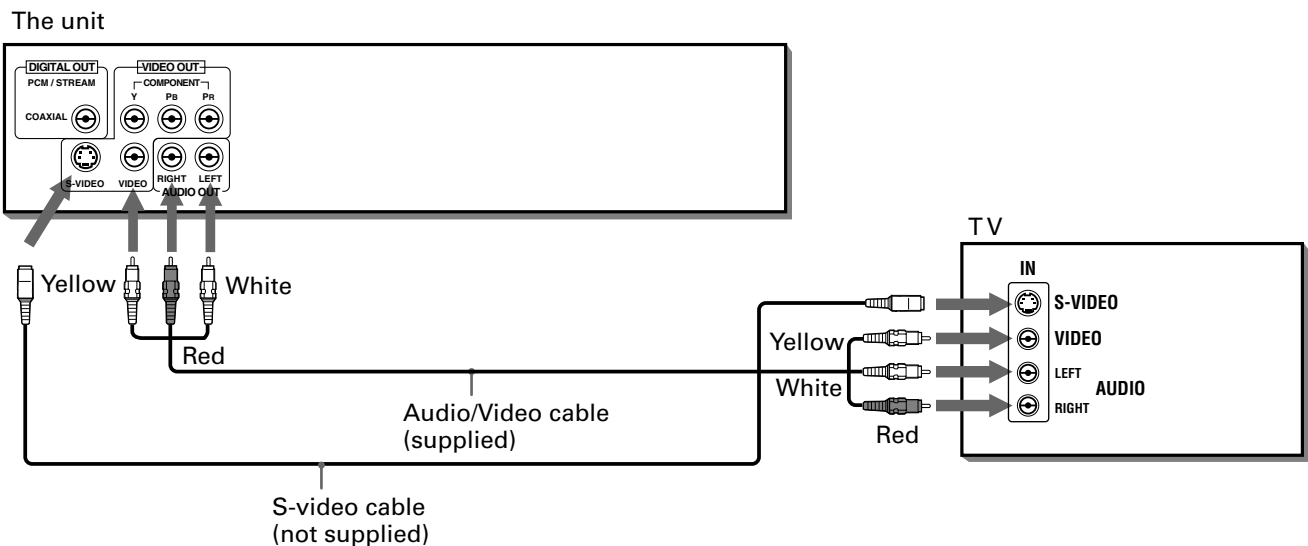 The unit
DIGITAL OUT
PCM / STREAM
COAXIAL
VIDEO OUT
COMPONENT
Y PB PR
S-VIDEO VIDEO RIGHT LEFT
AUDIO OUT
Yellow
White
Red
Audio/Video cable
(supplied)
S-video cable
(not supplied)
TV
IN
S-VIDEO
VIDEO
LEFT
AUDIO
RIGHT
Yellow
White
Red